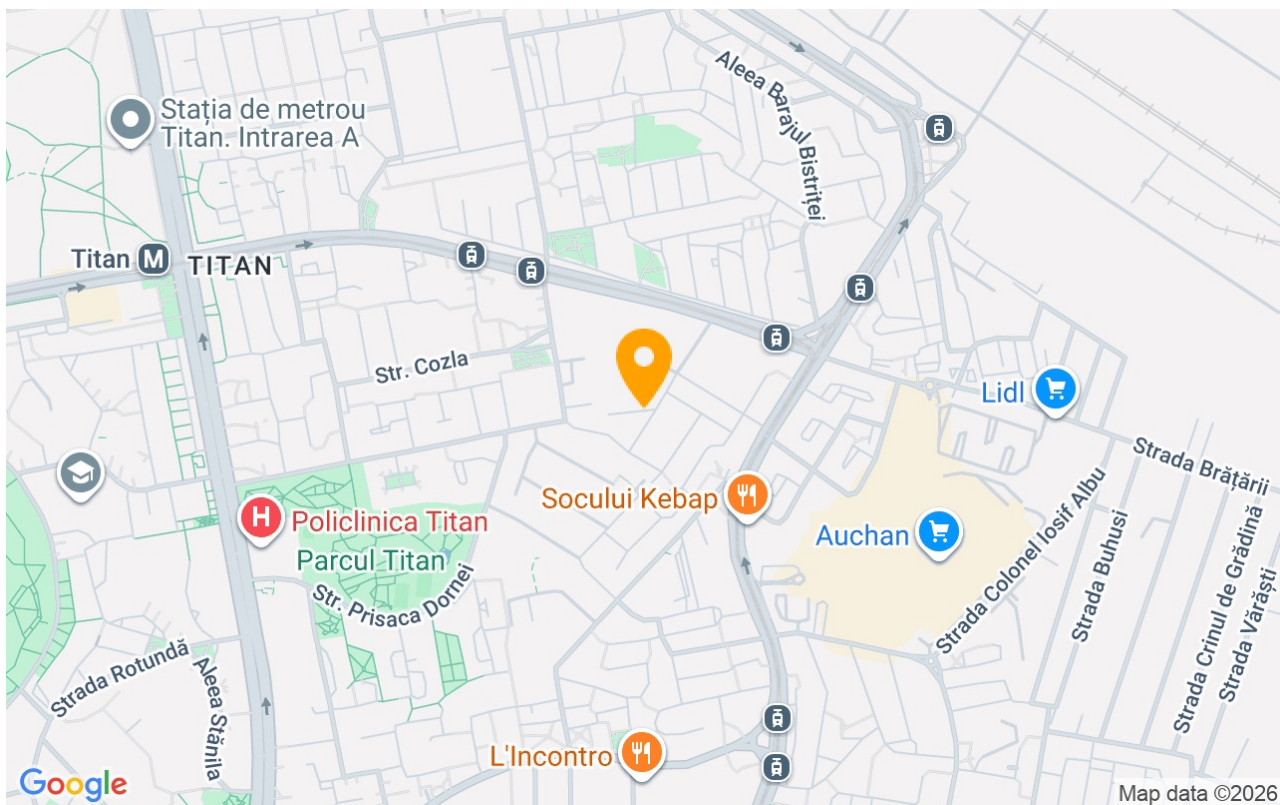 Aleea Barajul Bistriței
Stația de metrou
Titan. Intrarea A
Titan
M
TITAN
Str. Cozla
Lidl
Strada Brățării
Socului Kebap
H
Policlinica Titan
Parcul Titan
Auchan
Strada Colonel Iosif Albu
Strada Buhusi
Strada Crinul de Grădină
Strada Vărăști
Str. Prisaca Dornei
Strada Rotundă
Aleea Stănila
L'Incontro
Google
Map data ©2026